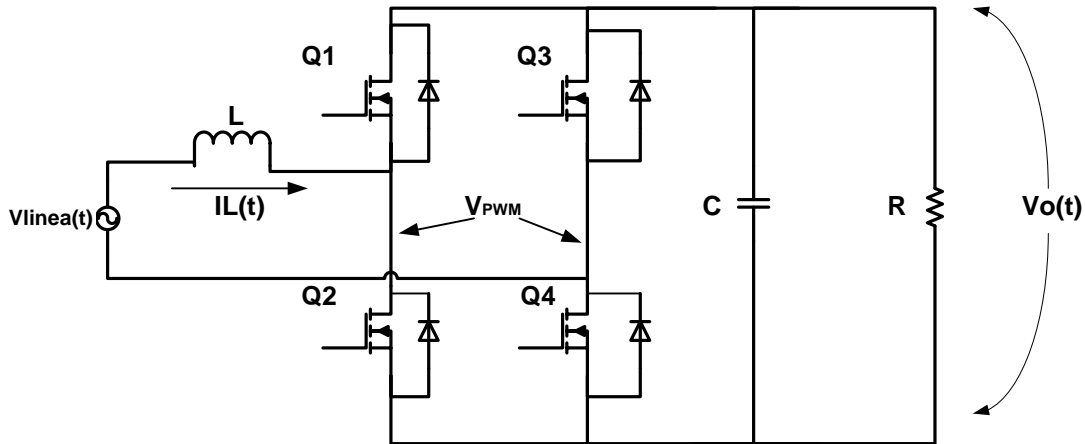 Q1
Q3
L
IL(t)
Vlinea(t)
VPWM
C
R
Vo(t)
Q2
Q4